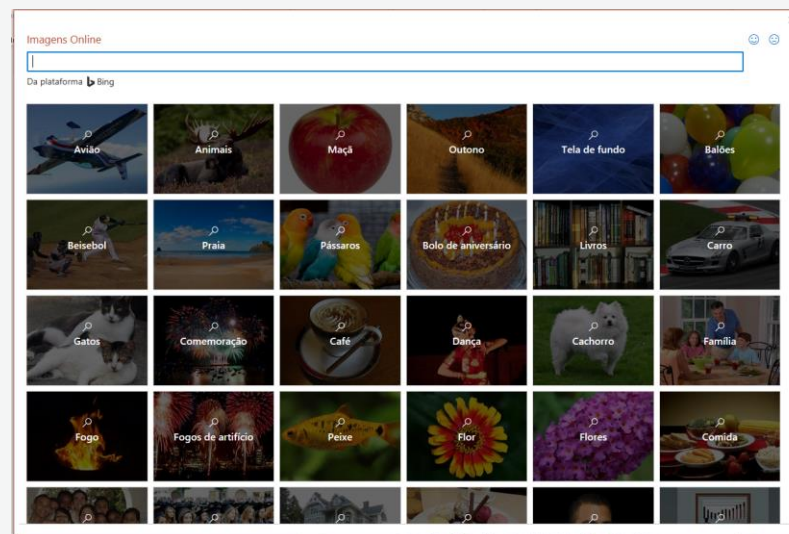 Imagens Online
Da plataforma Bing
Avião
Animais
Maçã
Outono
Tela de fundo
Balões
Beisebol
Praia
Pássaros
Bolo de aniversário
Livros
Carro
Gatos
Comemoração
Café
Dança
Cachorro
Família
Fogo
Fogos de artifício
Peixe
Flor
Flores
Comida